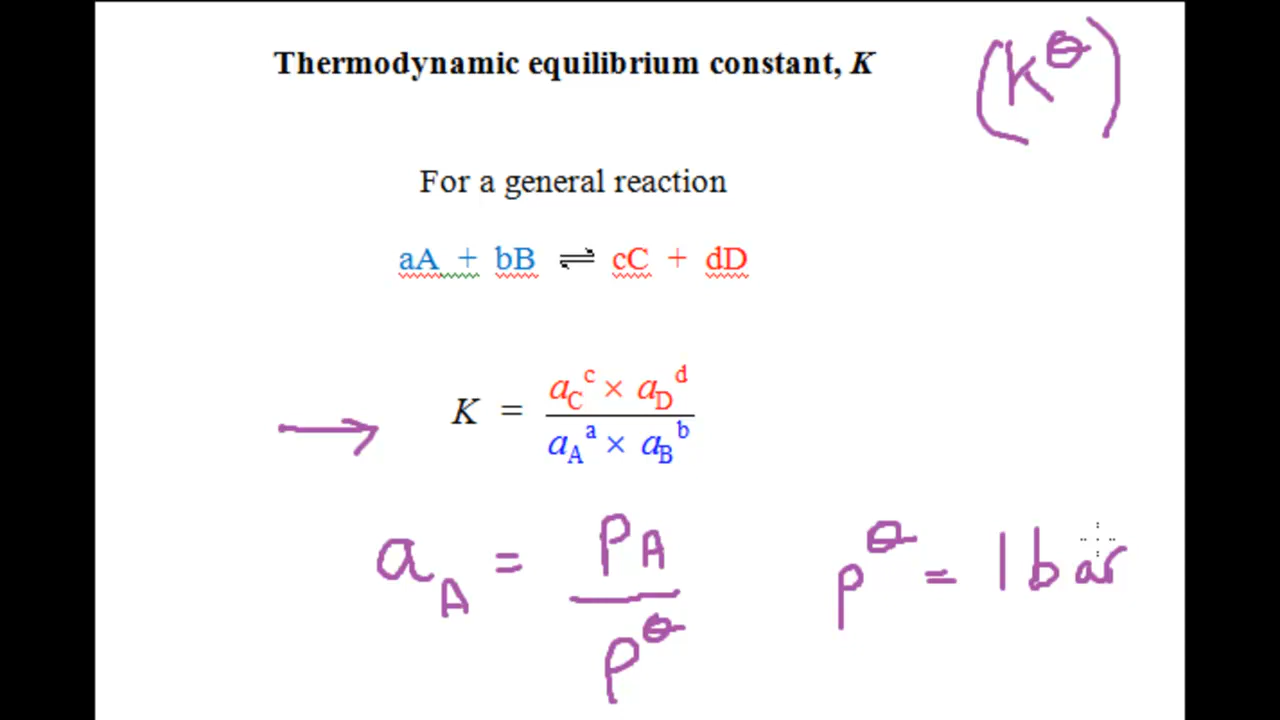 Thermodynamic equilibrium constant, K
(K⊖)
For a general reaction
aA + bB ⇌ cC + dD
K = a_C^c × a_D^d / a_A^a × a_B^b
a_A = P_A / P^⊖
P^⊖ = 1 bar